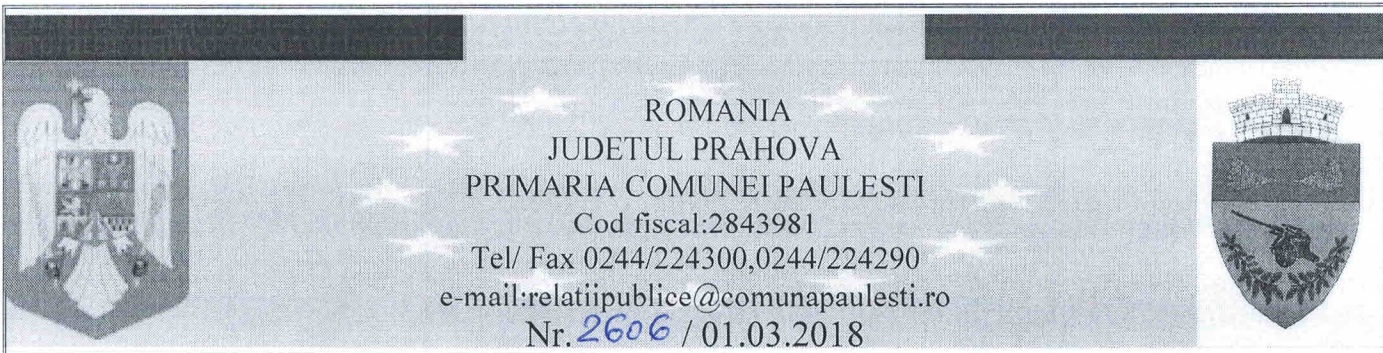 ROMANIA
JUDETUL PRAHOVA
PRIMARIA COMUNEI PAULESTI
Cod fiscal:2843981
Tel/ Fax 0244/224300,0244/224290
e-mail:relatiipublice@comunapaulesti.ro
Nr. 2606 / 01.03.2018